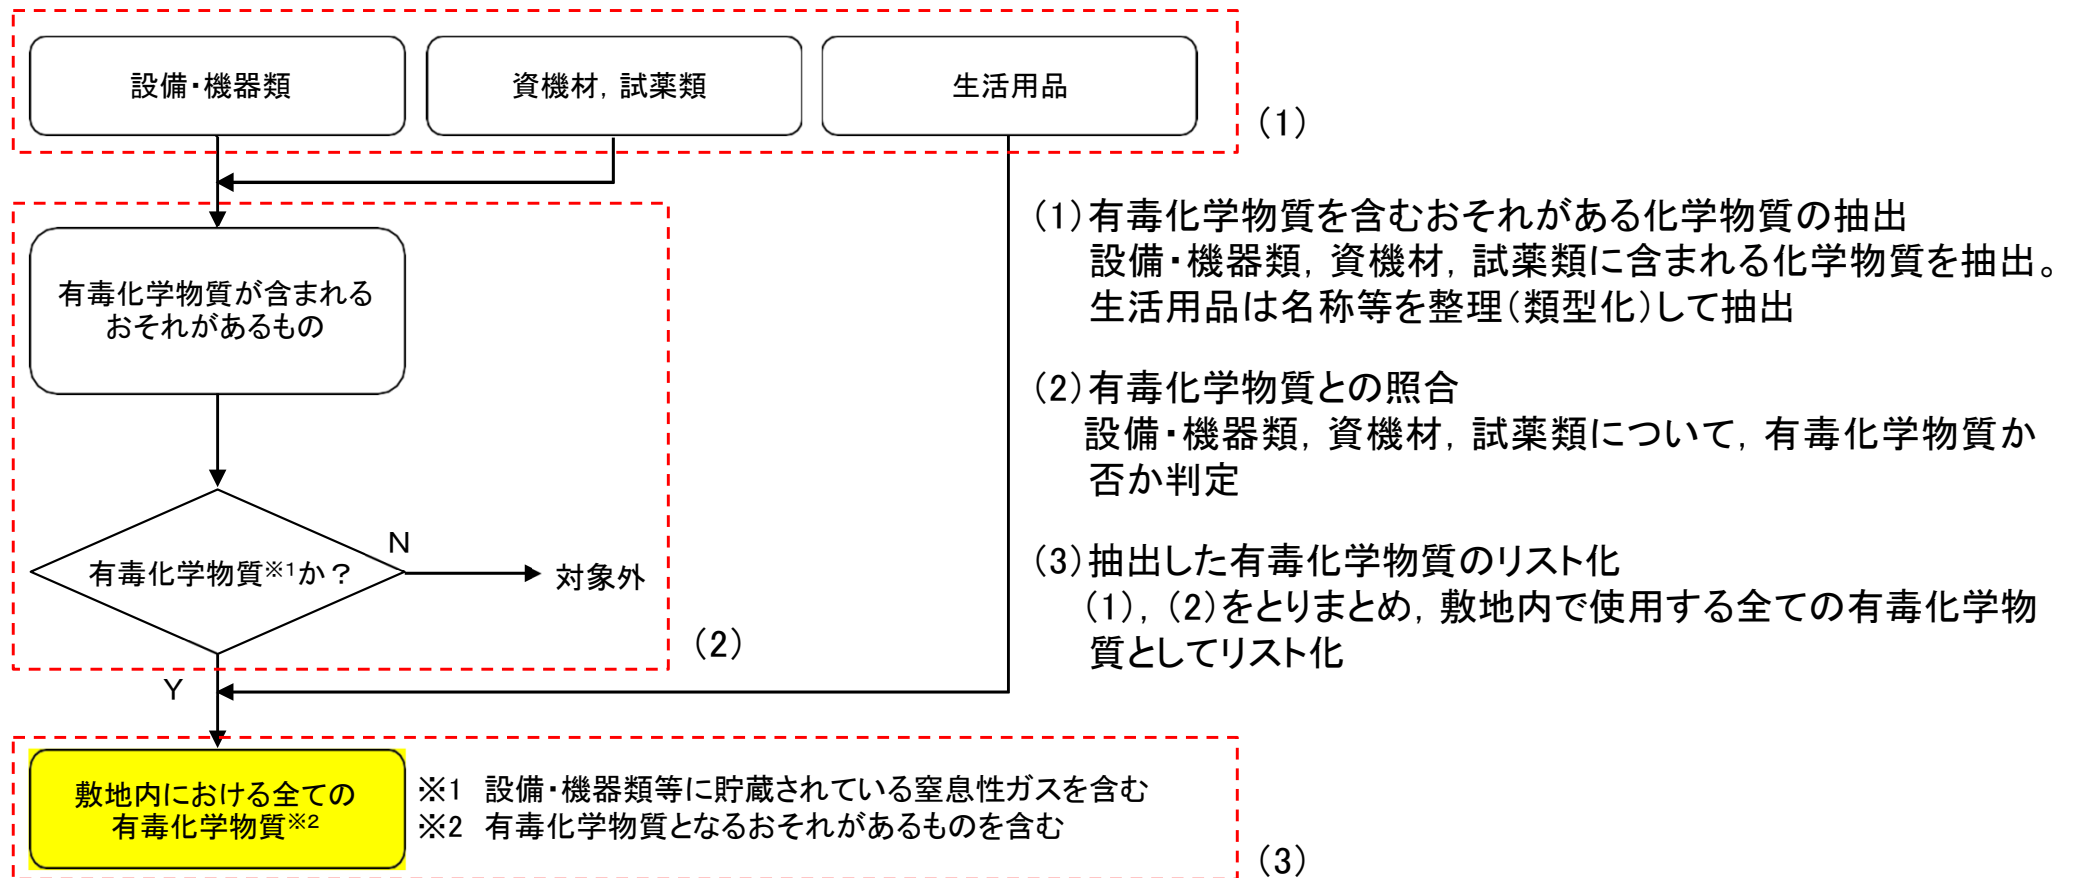 設備・機器類
資機材，試薬類
生活用品
（1）
有毒化学物質が含まれる
おそれがあるもの
有毒化学物質※1か？
N
対象外
（2）
Y
敷地内における全ての
有毒化学物質※2
※1　設備・機器類等に貯蔵されている窒息性ガスを含む
※2　有毒化学物質となるおそれがあるものを含む
（3）
（1）有毒化学物質を含むおそれがある化学物質の抽出
設備・機器類，資機材，試薬類に含まれる化学物質を抽出。
生活用品は名称等を整理（類型化）して抽出
（2）有毒化学物質との照合
設備・機器類，資機材，試薬類について，有毒化学物質か
否か判定
（3）抽出した有毒化学物質のリスト化
（1），（2）をとりまとめ，敷地内で使用する全ての有毒化学物
質としてリスト化